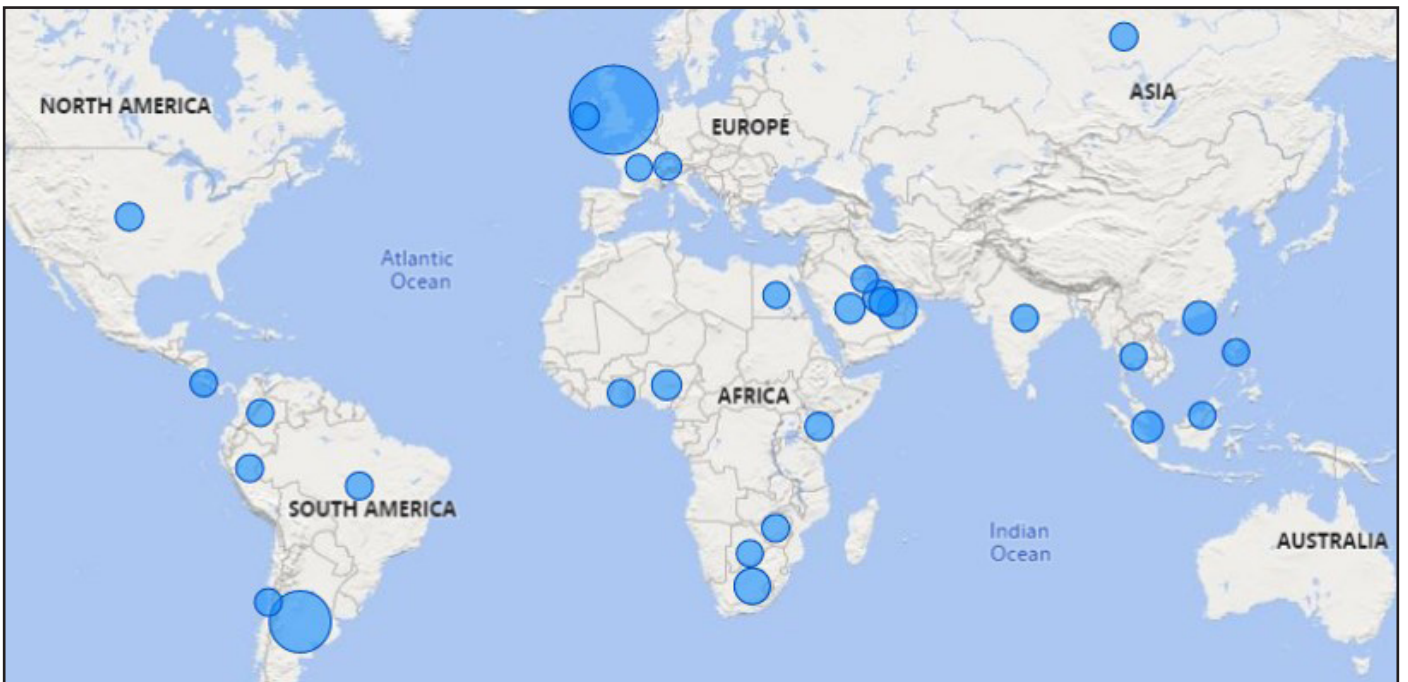 NORTH AMERICA
ASIA
EUROPE
Atlantic
Ocean
AFRICA
SOUTH AMERICA
Indian
Ocean
AUSTRALIA